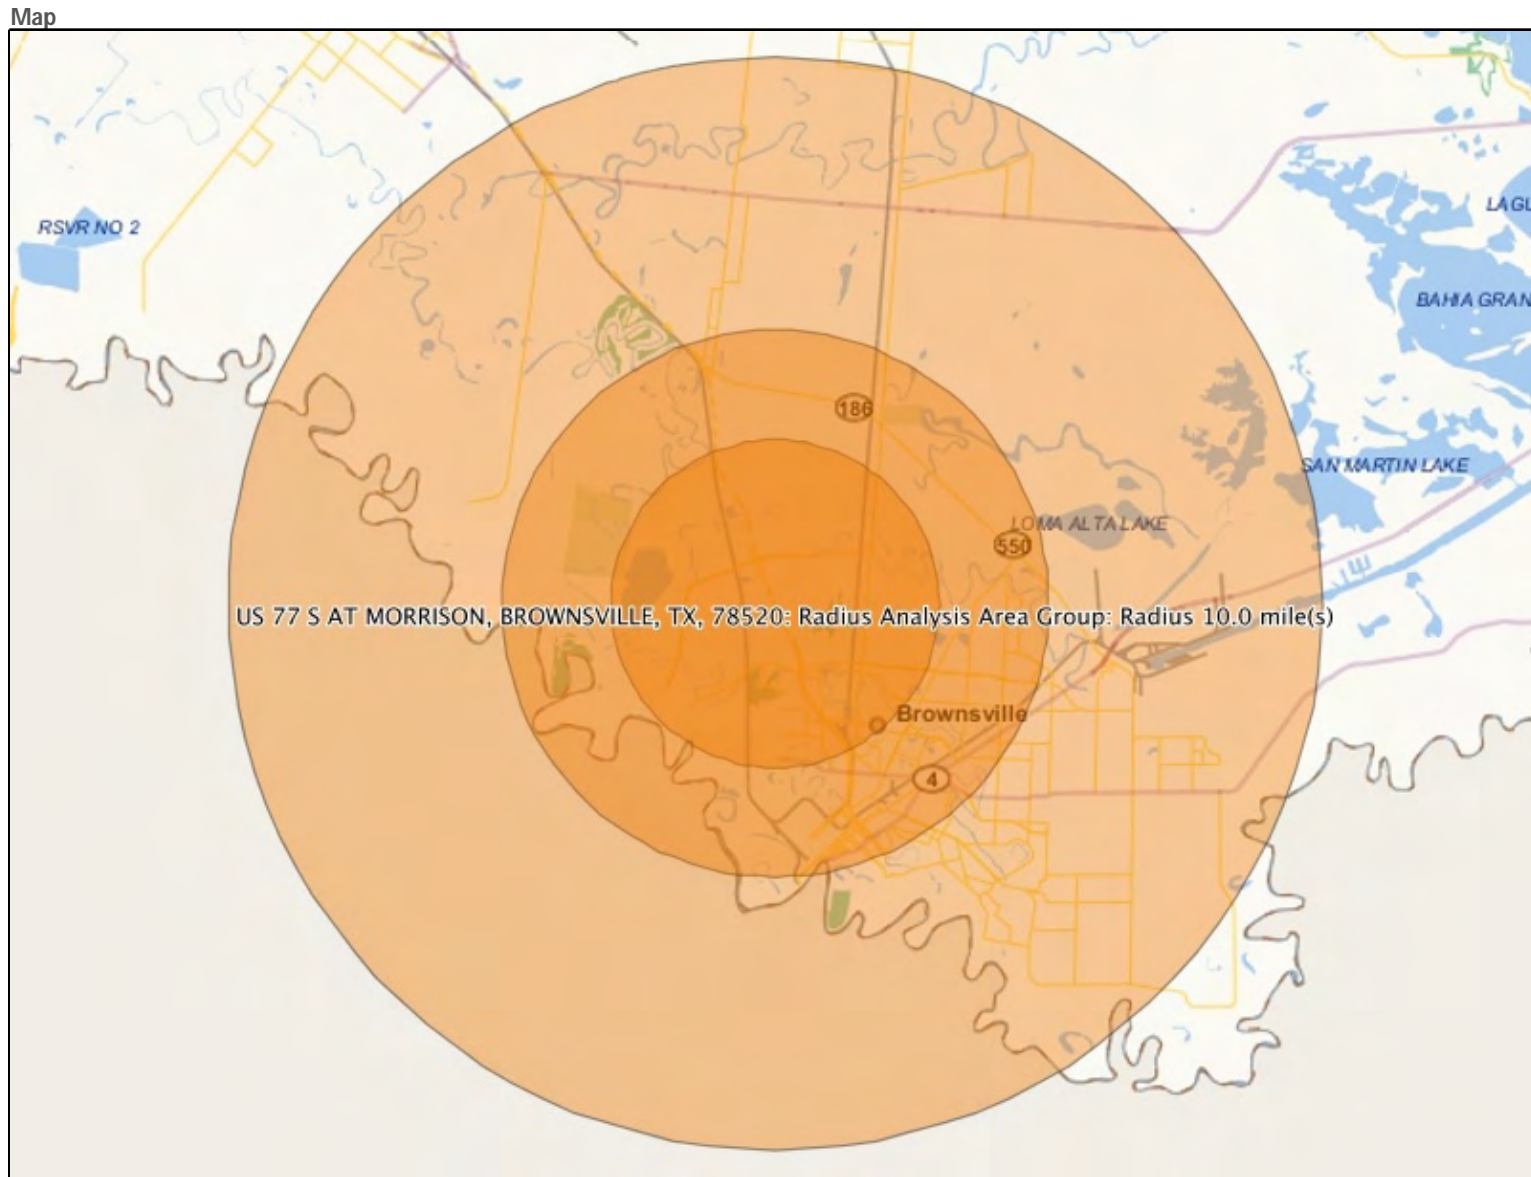 Map
RSVR NO 2
LAGU
BAHIA GRAN
186
SAN MARTIN LAKE
LOMA ALTA LAKE
550
US 77 S AT MORRISON, BROWNSVILLE, TX, 78520: Radius Analysis Area Group: Radius 10.0 mile(s)
Brownsville
4